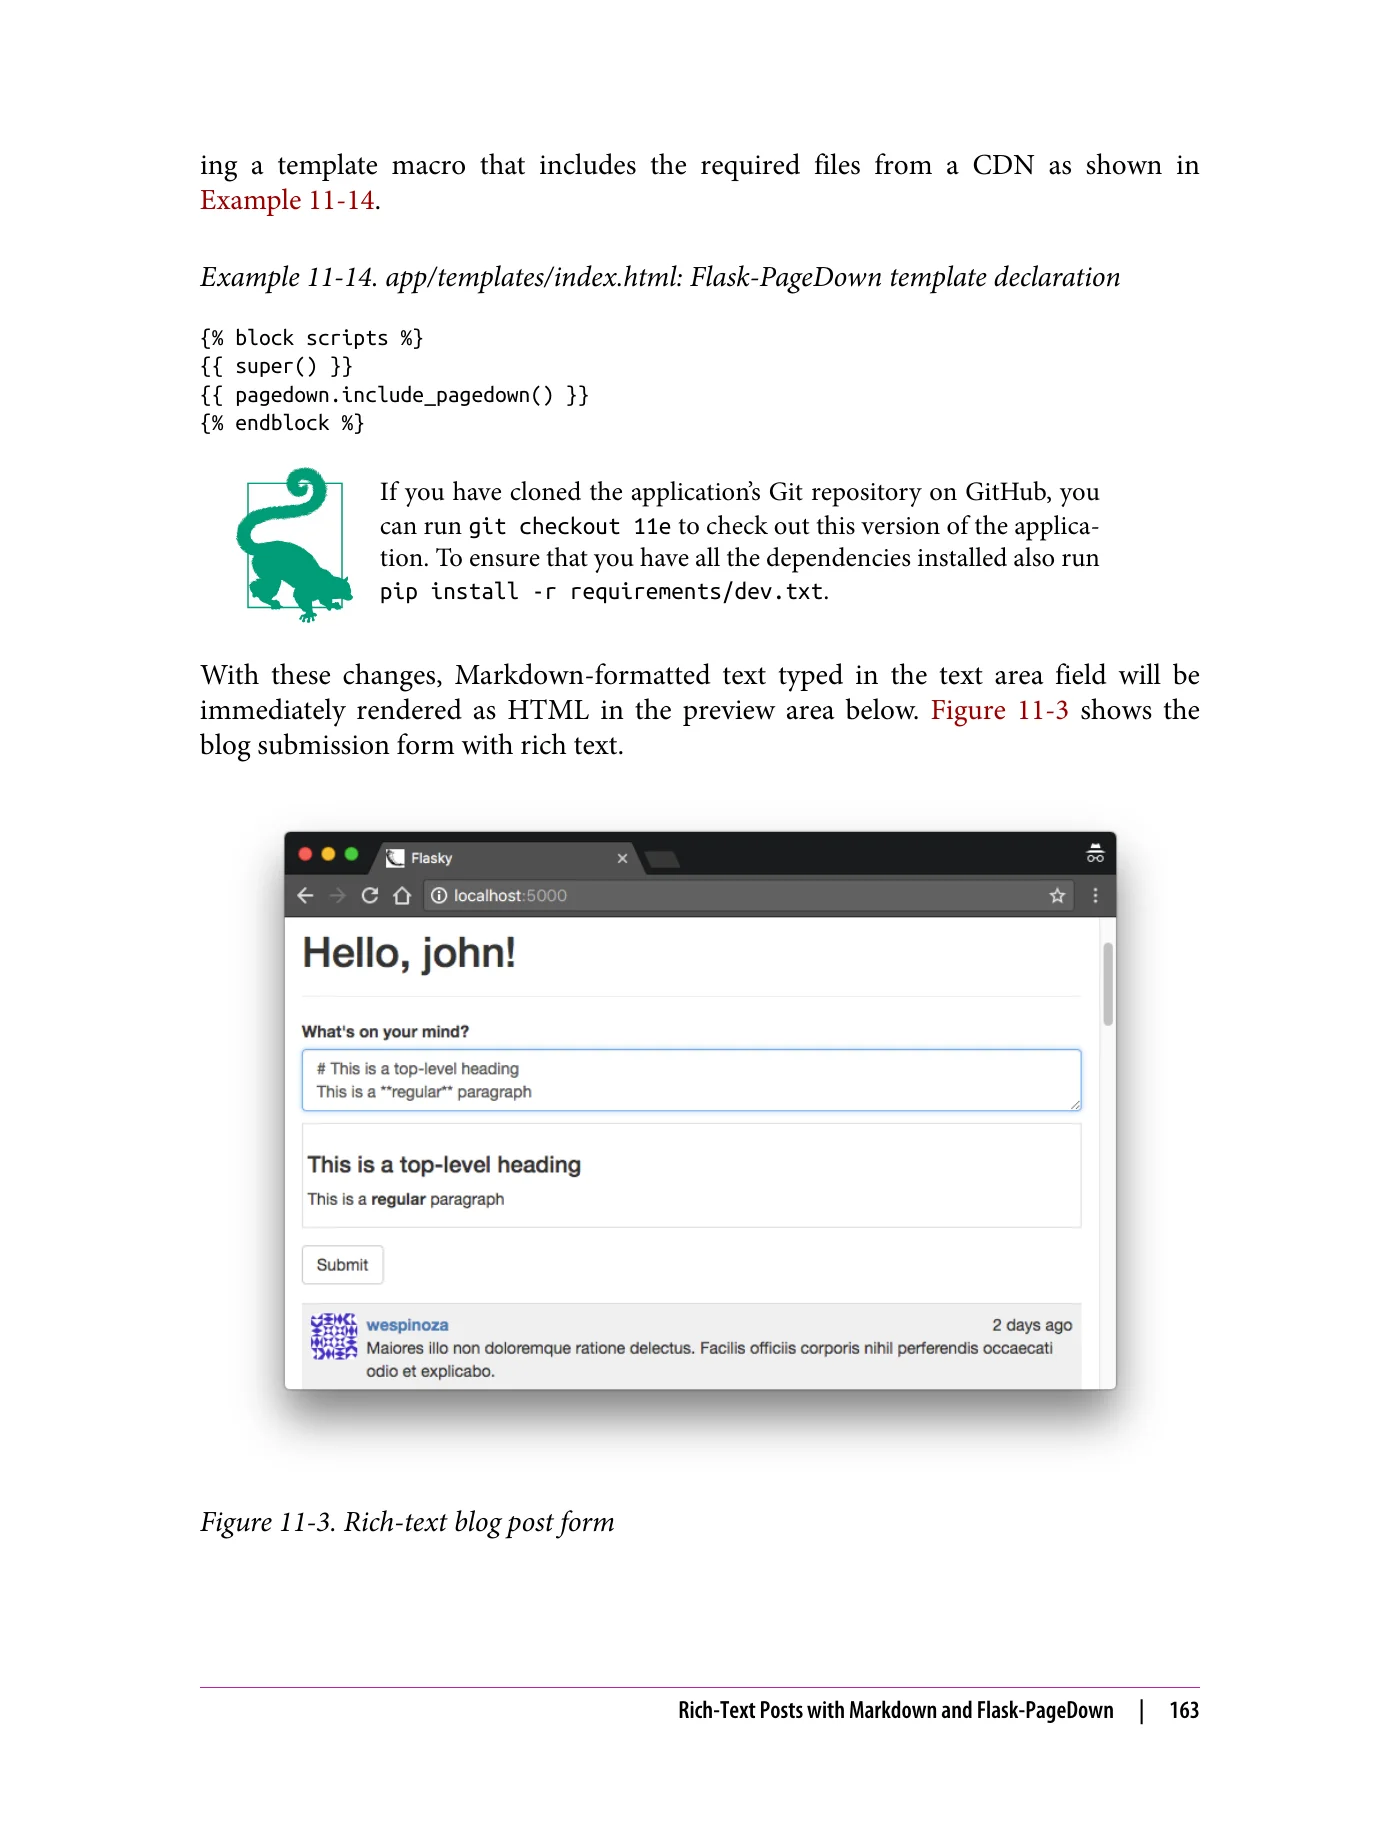 ing a template macro that includes the required files from a CDN as shown in
Example 11-14.
Example 11-14. app/templates/index.html: Flask-PageDown template declaration
{% block scripts %}
{{ super() }}
{{ pagedown.include_pagedown() }}
{% endblock %}
If you have cloned the application’s Git repository on GitHub, you
can run git checkout 11e to check out this version of the applica-
tion. To ensure that you have all the dependencies installed also run
pip install -r requirements/dev.txt.
With these changes, Markdown-formatted text typed in the text area field will be
immediately rendered as HTML in the preview area below. Figure 11-3 shows the
blog submission form with rich text.
Flasky
localhost:5000
Hello, john!
What's on your mind?
# This is a top-level heading
This is a **regular** paragraph
This is a top-level heading
This is a regular paragraph
Submit
wespinoza 2 days ago
Maiores illo non doloremque ratione delectus. Facilis officiis corporis nihil perferendis occaecati
odio et explicabo.
Figure 11-3. Rich-text blog post form
Rich-Text Posts with Markdown and Flask-PageDown | 163